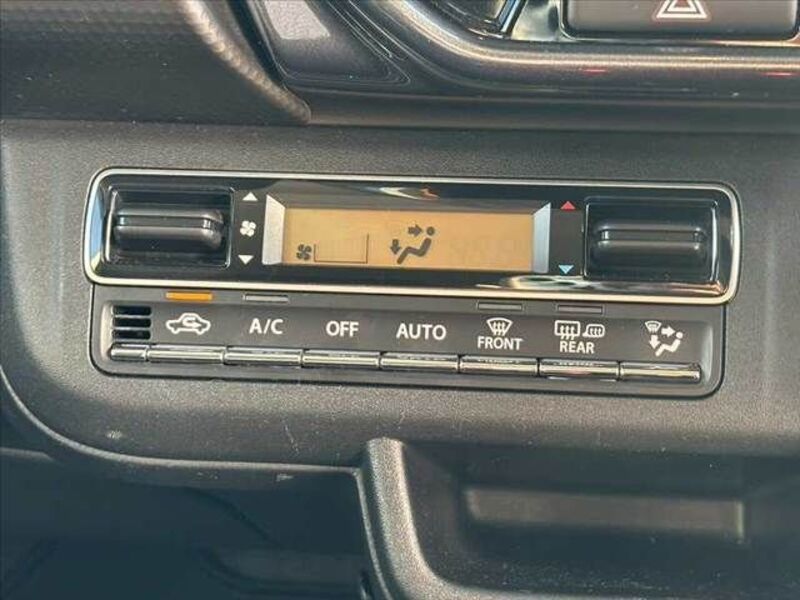 A/C OFF AUTO FRONT REAR